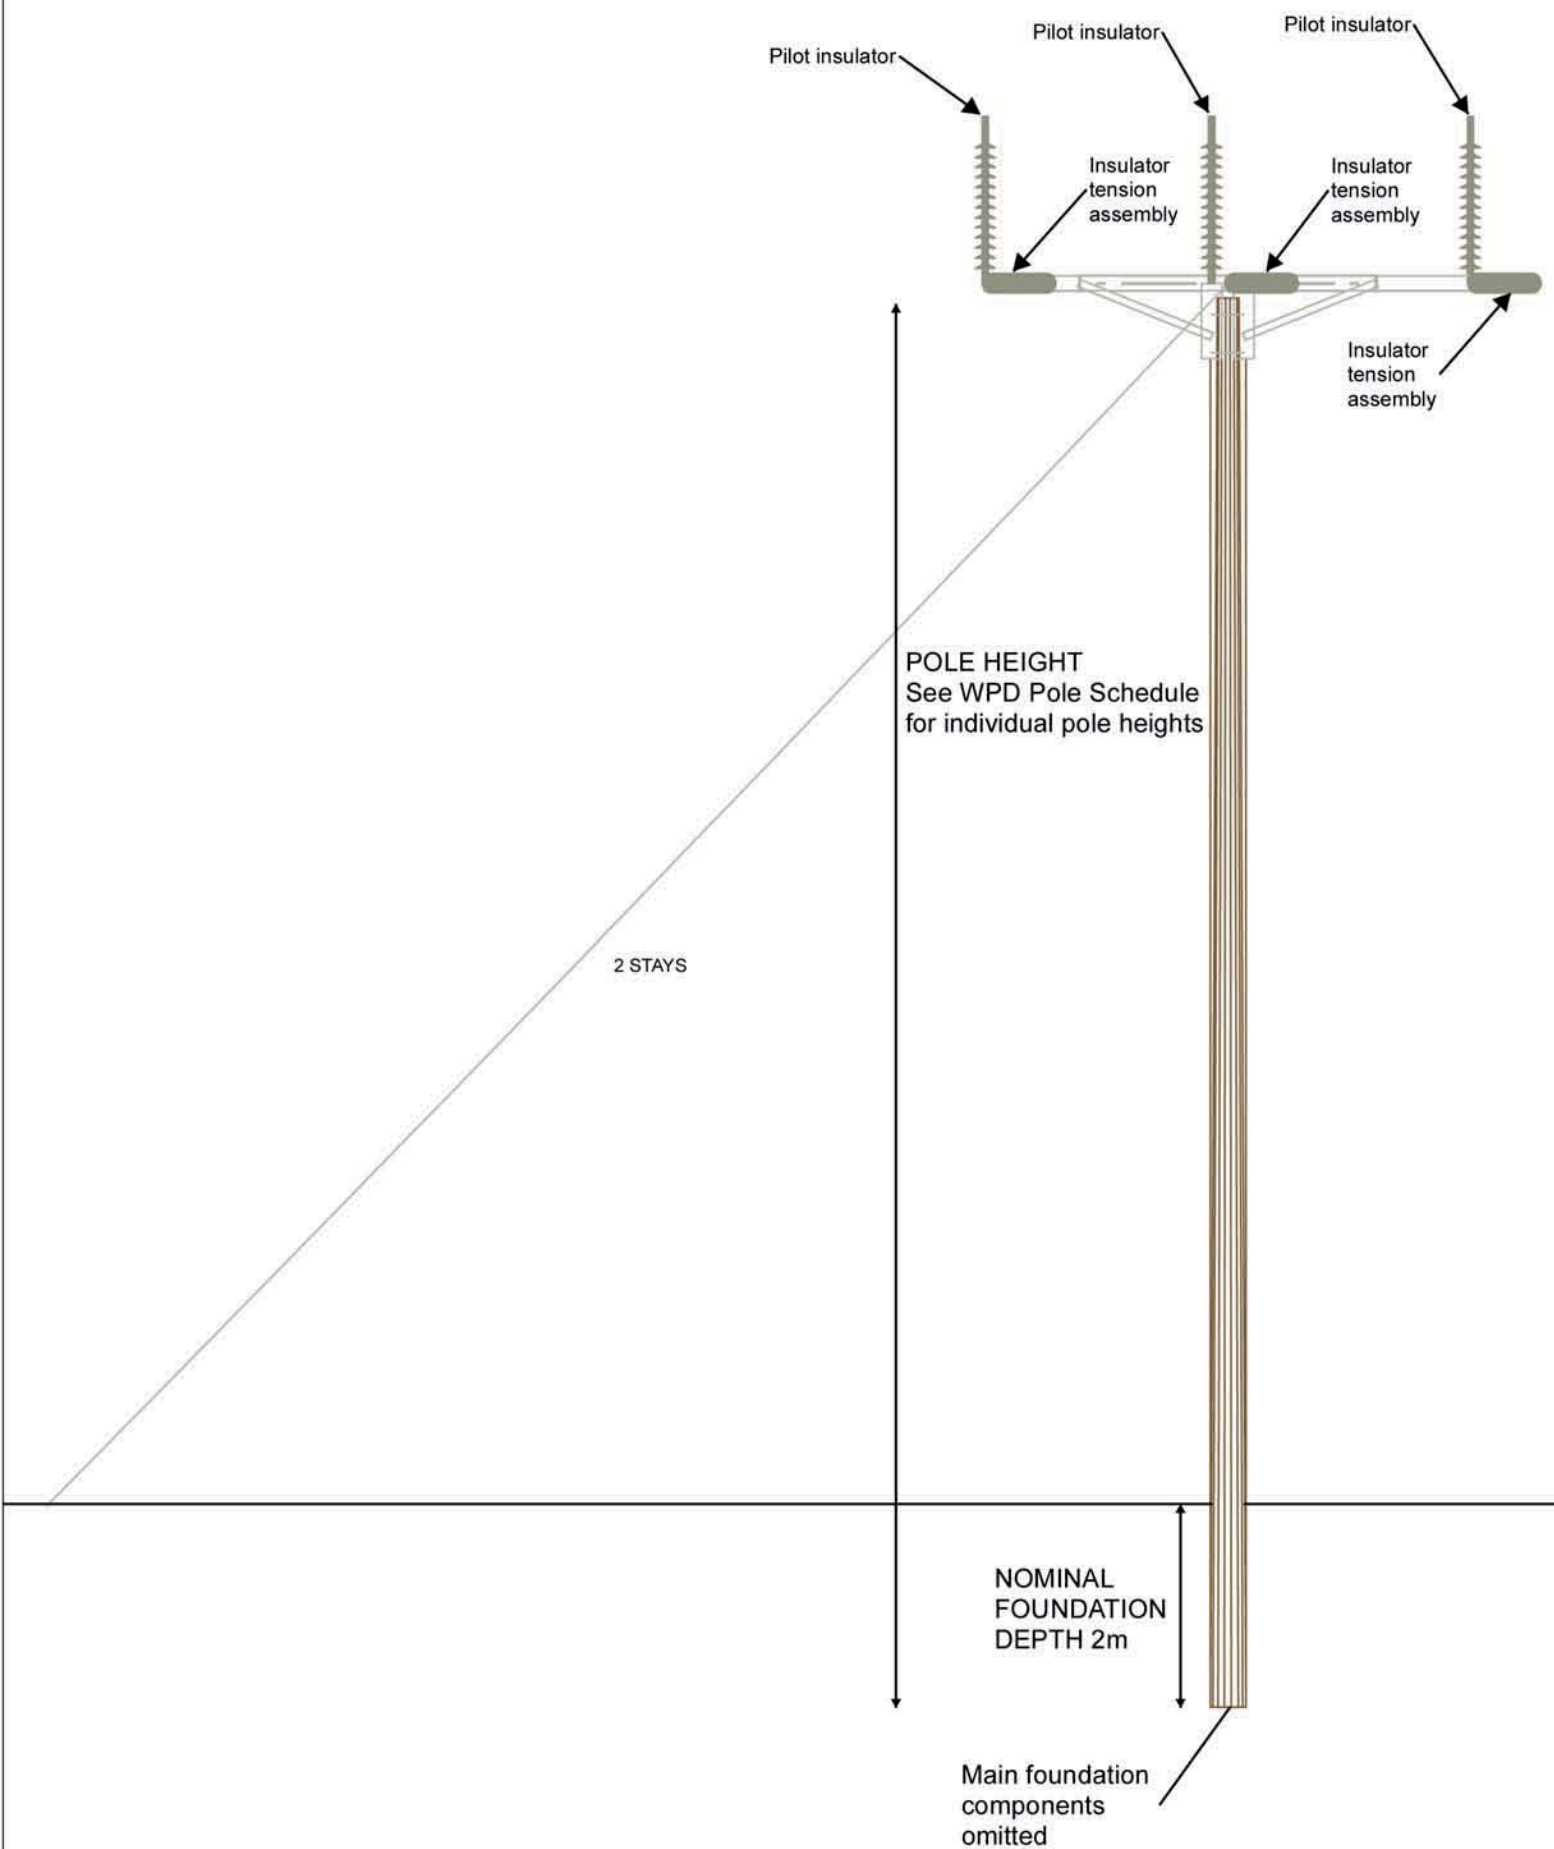 Pilot insulator
Pilot insulator
Pilot insulator
Insulator
tension
assembly
Insulator
tension
assembly
Insulator
tension
assembly
POLE HEIGHT
See WPD Pole Schedule
for individual pole heights
2 STAYS
NOMINAL
FOUNDATION
DEPTH 2m
Main foundation
components
omitted